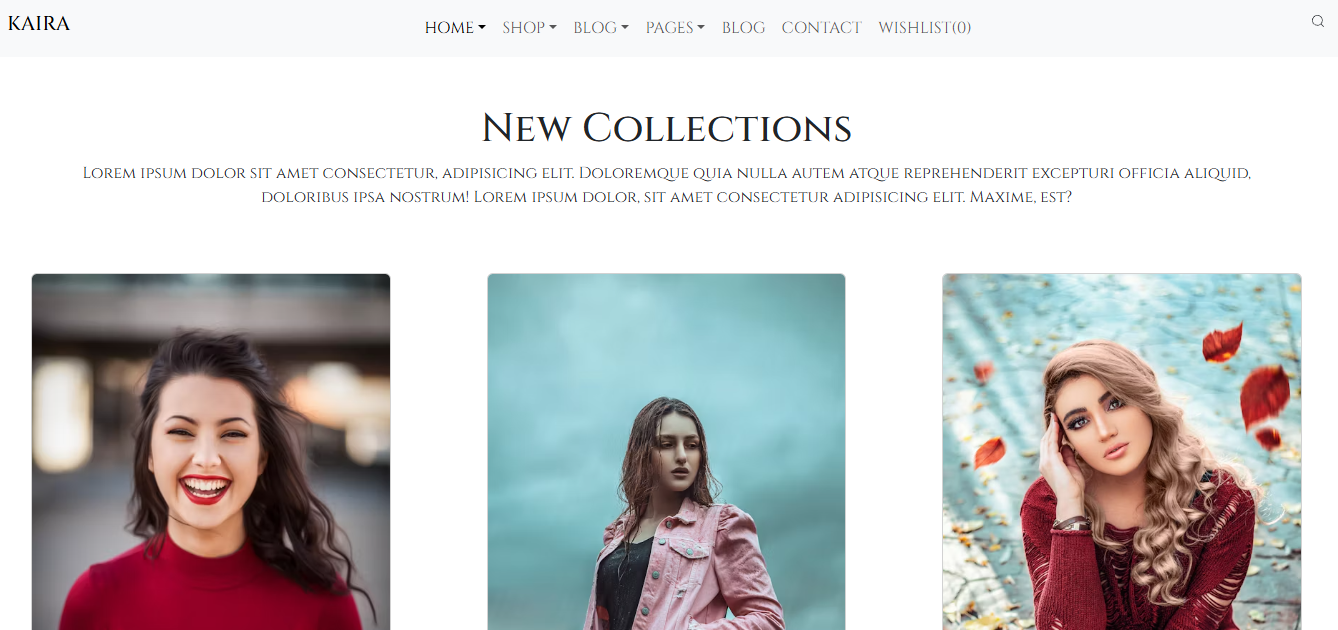 KAIRA
HOME SHOP BLOG PAGES BLOG CONTACT WISHLIST(0)
New Collections
Lorem ipsum dolor sit amet consectetur, adipisicing elit. Doloremque quia nulla autem atque reprehenderit excepturi officia aliquid,
doloribus ipsa nostrum! Lorem ipsum dolor, sit amet consectetur adipisicing elit. Maxime, est?